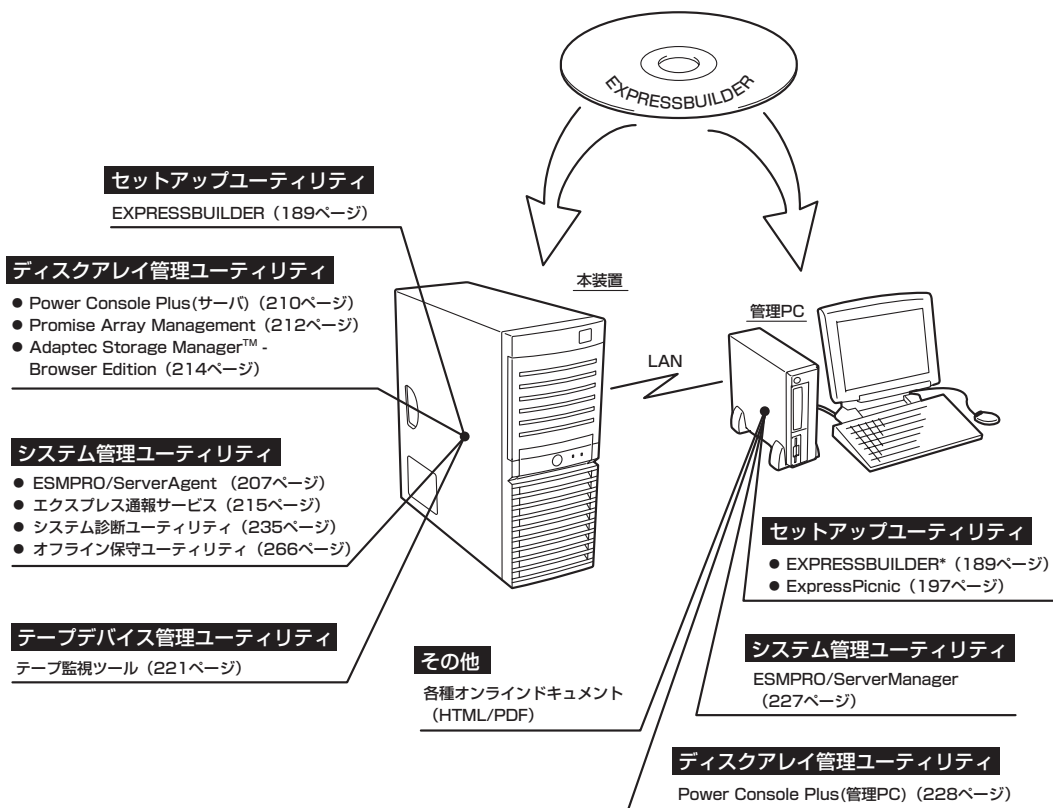 EXPRESSBUILDER
セットアップユーティリティ
EXPRESSBUILDER（189ページ）
ディスクアレイ管理ユーティリティ
● Power Console Plus(サーバ)（210ページ）
● Promise Array Management（212ページ）
● Adaptec Storage Manager™ -
Browser Edition（214ページ）
システム管理ユーティリティ
● ESMPRO/ServerAgent （207ページ）
● エクスプレス通報サービス（215ページ）
● システム診断ユーティリティ（235ページ）
● オフライン保守ユーティリティ（266ページ）
テープデバイス管理ユーティリティ
テープ監視ツール（221ページ）
本装置
LAN
管理PC
セットアップユーティリティ
● EXPRESSBUILDER*（189ページ）
● ExpressPicnic（197ページ）
システム管理ユーティリティ
ESMPRO/ServerManager
（227ページ）
その他
各種オンラインドキュメント
（HTML/PDF）
ディスクアレイ管理ユーティリティ
Power Console Plus(管理PC)（228ページ）